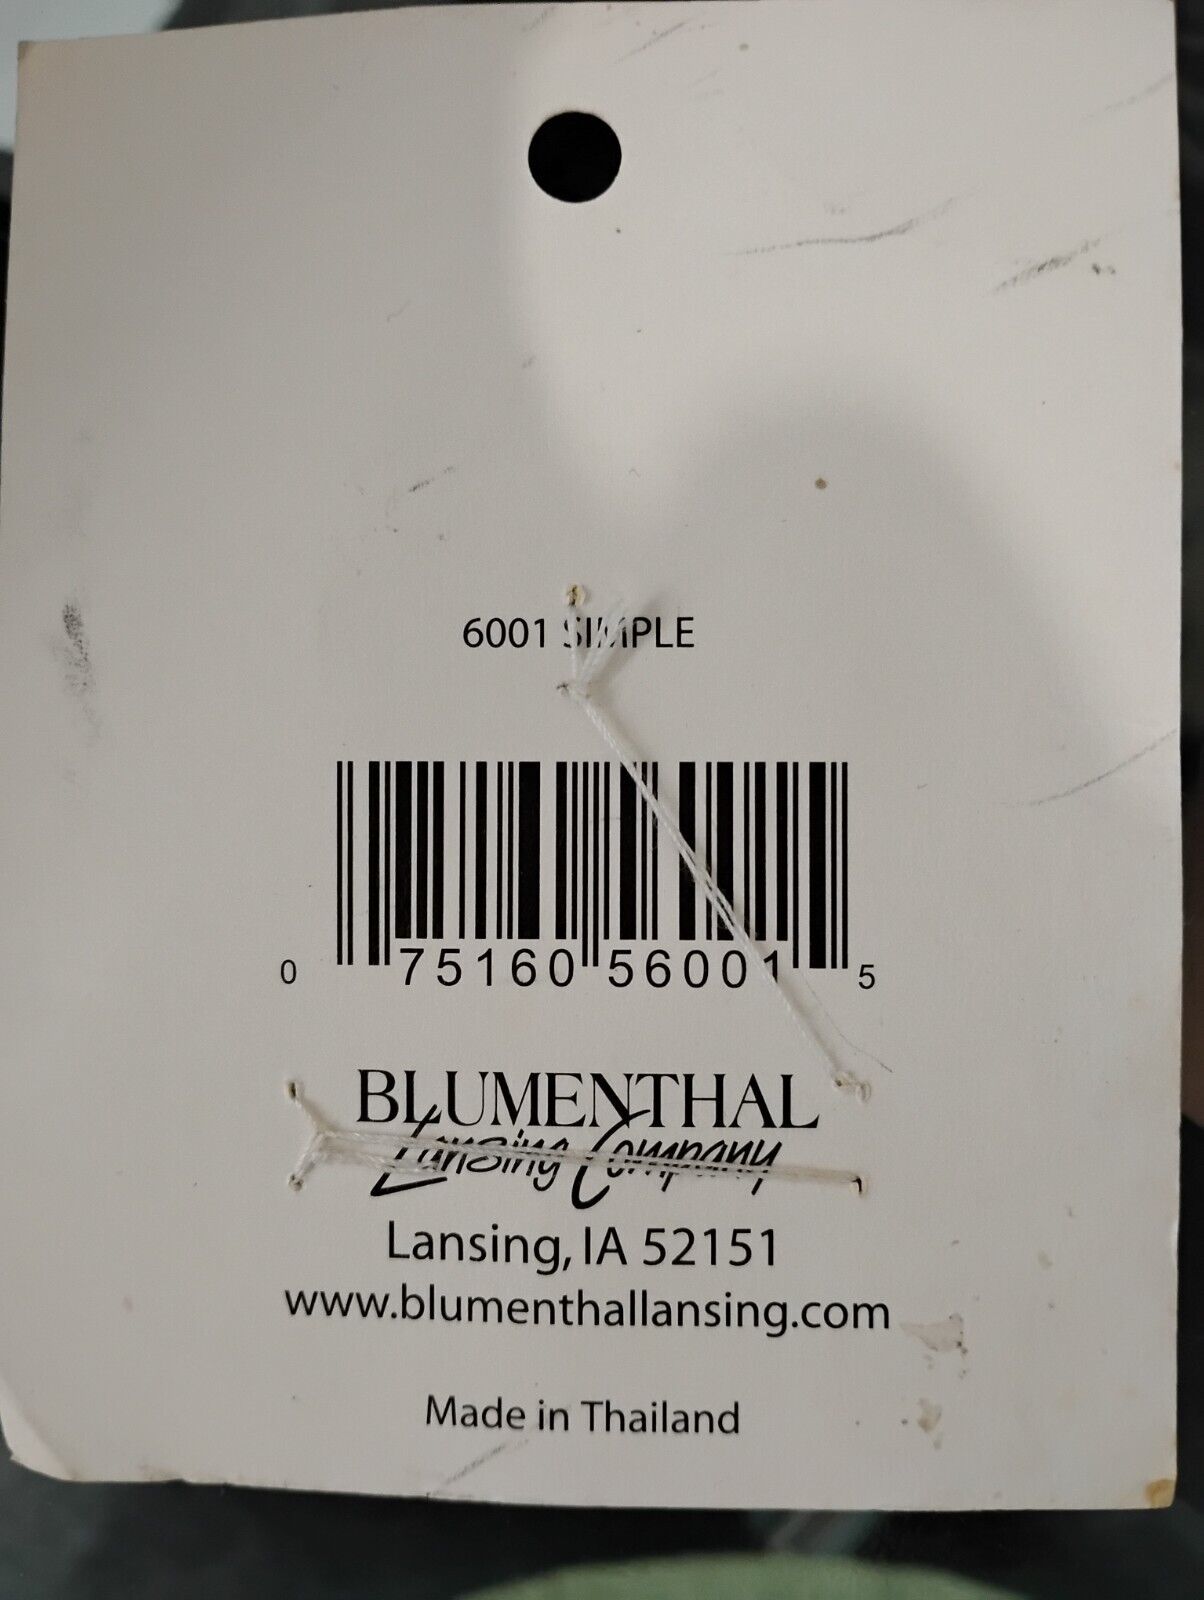 6001 SIMPLE
0 75160 56001 5
BLUMENTHAL
Lansing Company
Lansing, IA 52151
www.blumenthallansing.com
Made in Thailand